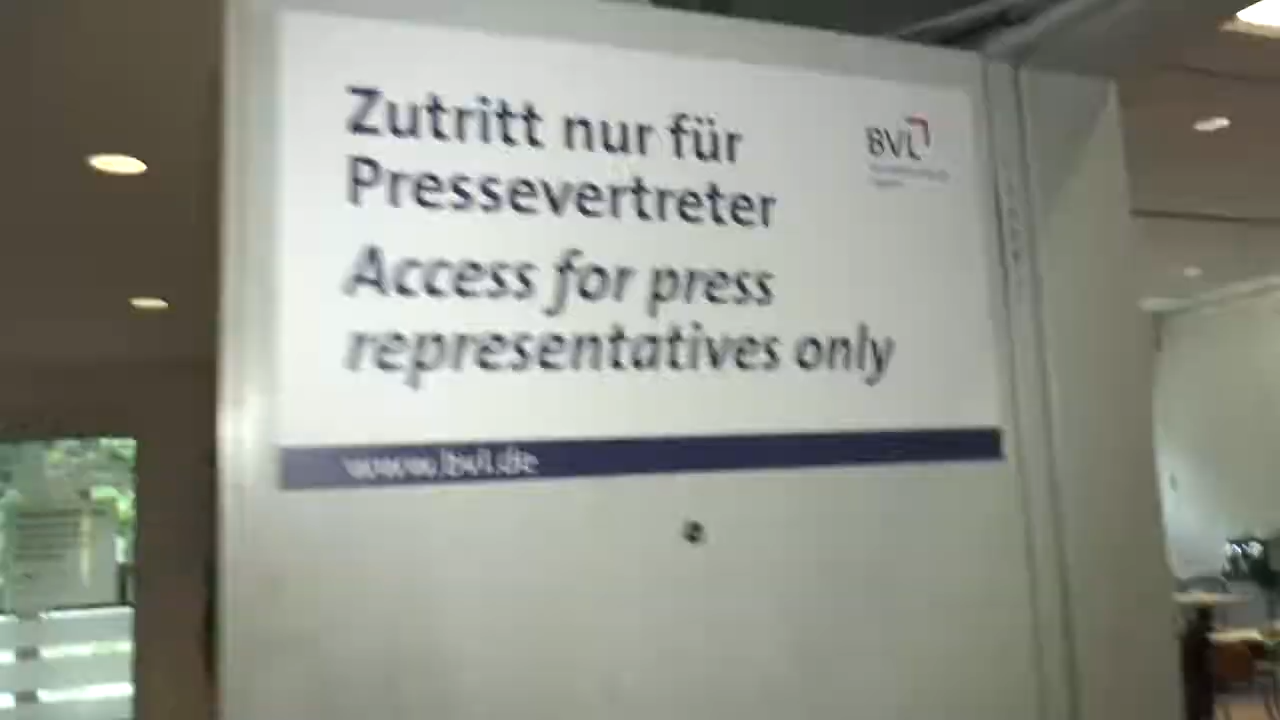 Zutritt nur für
Pressevertreter
Access for press
representatives only
BVL
www.bvl.de